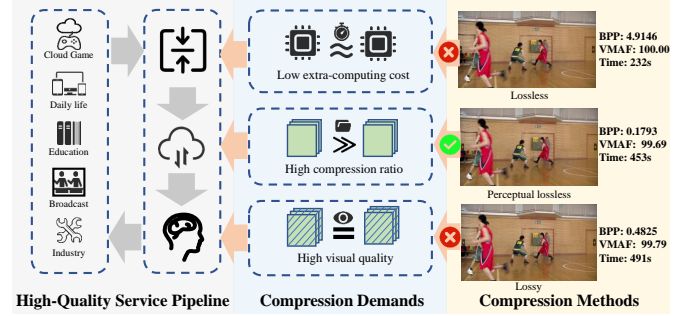 Cloud Game
Daily life
Education
Broadcast
Industry
High-Quality Service Pipeline
Low extra-computing cost
High compression ratio
High visual quality
Compression Demands
Lossless
BPP: 4.9146
VMAF: 100.00
Time: 232s
Perceptual lossless
BPP: 0.1793
VMAF: 99.69
Time: 453s
Lossy
BPP: 0.4825
VMAF: 99.79
Time: 491s
Compression Methods